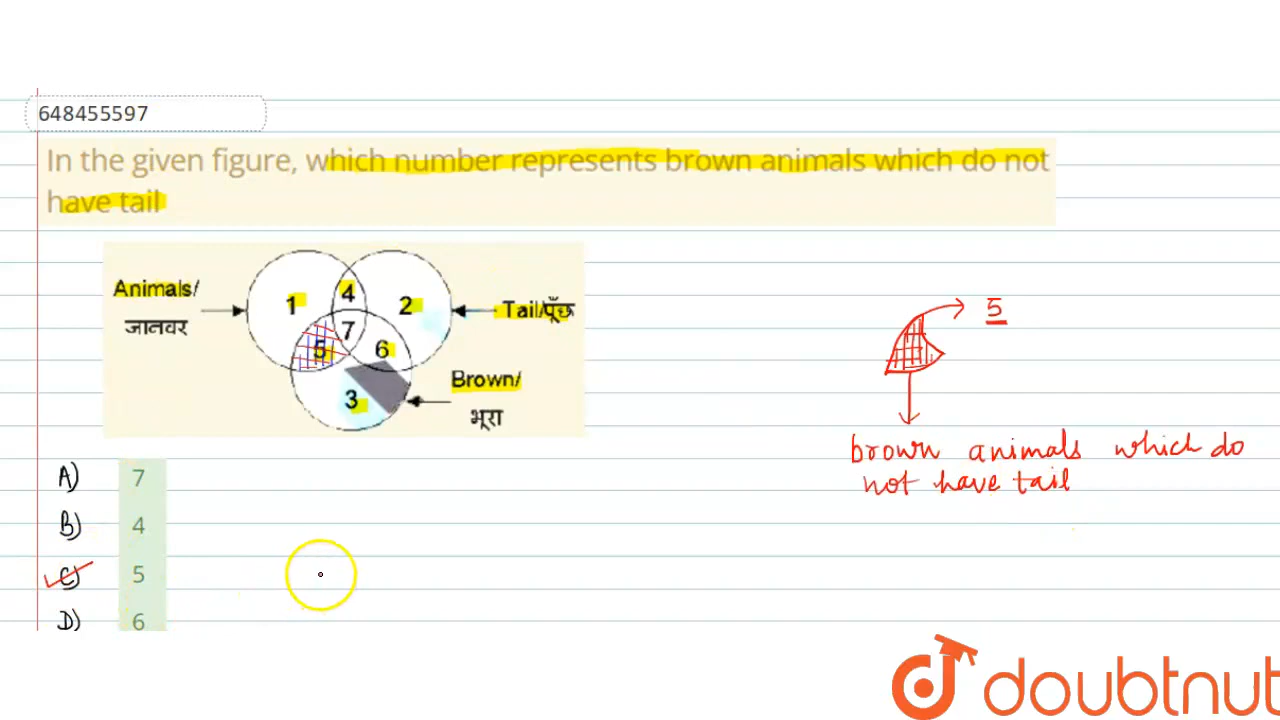 648455597
In the given figure, which number represents brown animals which do not
have tail
Animals/
जानवर
1
4
2
Tail/पूँछ
7
5
6
Brown/
भूरा
3
5
brown animals which do
not have tail
A) 7
B) 4
C) 5
D) 6
doubtnut